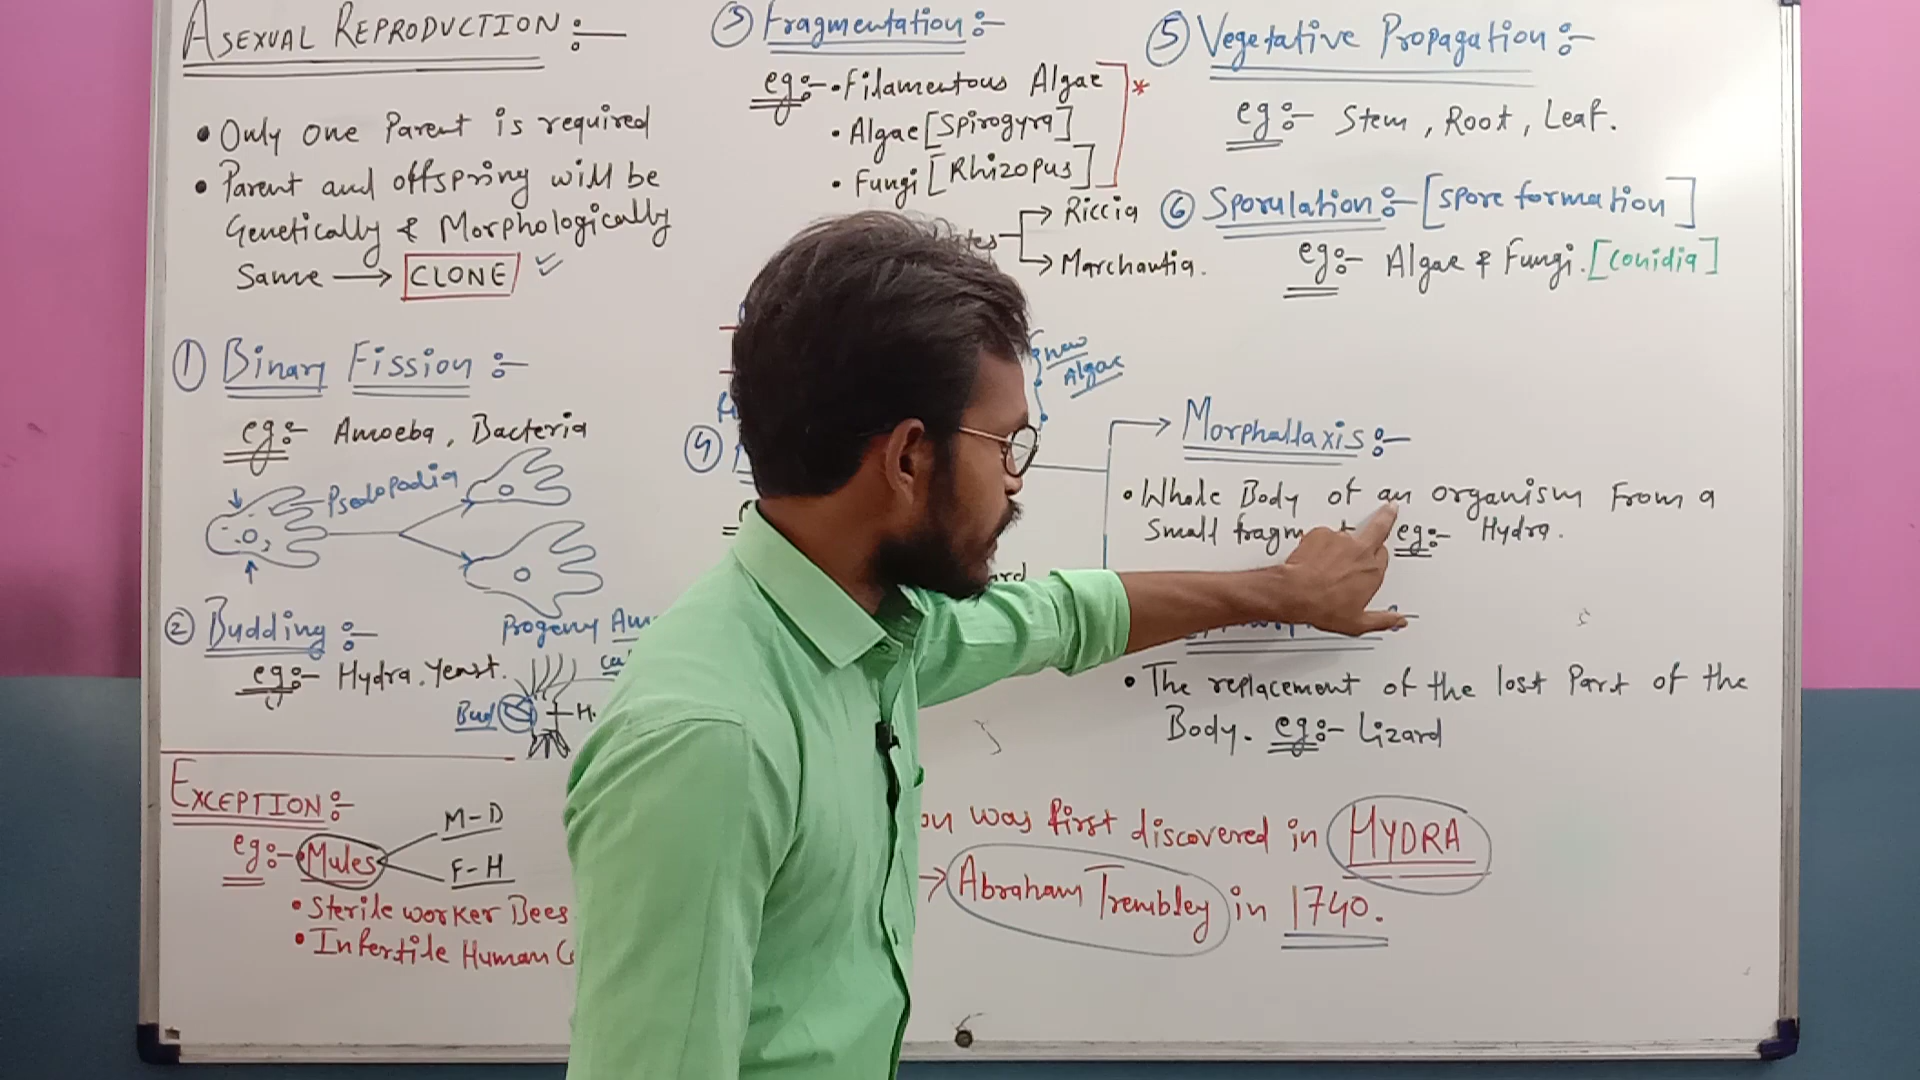 ASEXUAL REPRODUCTION :-
• Only one Parent is required
• Parent and offspring will be
Genetically & Morphologically
Same → CLONE
① Binary Fission :-
eg:- Amoeba, Bacteria
Psedopodia
Progeny
② Budding :-
eg:- Hydra, Yeast.
Bud
H.
EXCEPTION :-
eg:- Mules
M-D
F-H
• Sterile worker Bees
• Infertile Human
③ Fragmentation :-
eg:- • Filamentous Algae
• Algae [Spirogyra]
• Fungi [Rhizopus]
*
Riccia
Marchantia.
new
Algae
④
⑤ Vegetative Propagation :-
eg:- Stem, Root, Leaf.
⑥ Sporulation :- [Spore formation]
eg:- Algae & Fungi. [conidia]
Morphallaxis :-
• Whole Body of an organism From a
Small eg:- Hydra.
• The replacement of the lost Part of the
Body. eg:- Lizard
was first discovered in HYDRA
→ Abraham Trembley in 1740.